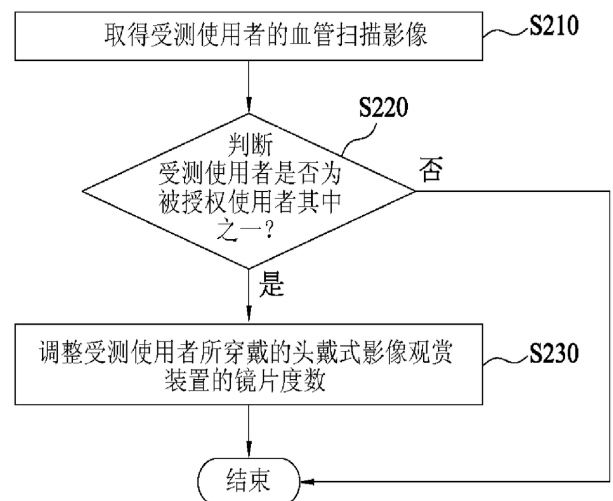 取得受测使用者的血管扫描影像
S210
S220
判断
受测使用者是否为
被授权使用者其中
之一?
否
是
调整受测使用者所穿戴的头戴式影像观赏
装置的镜片度数
S230
结束